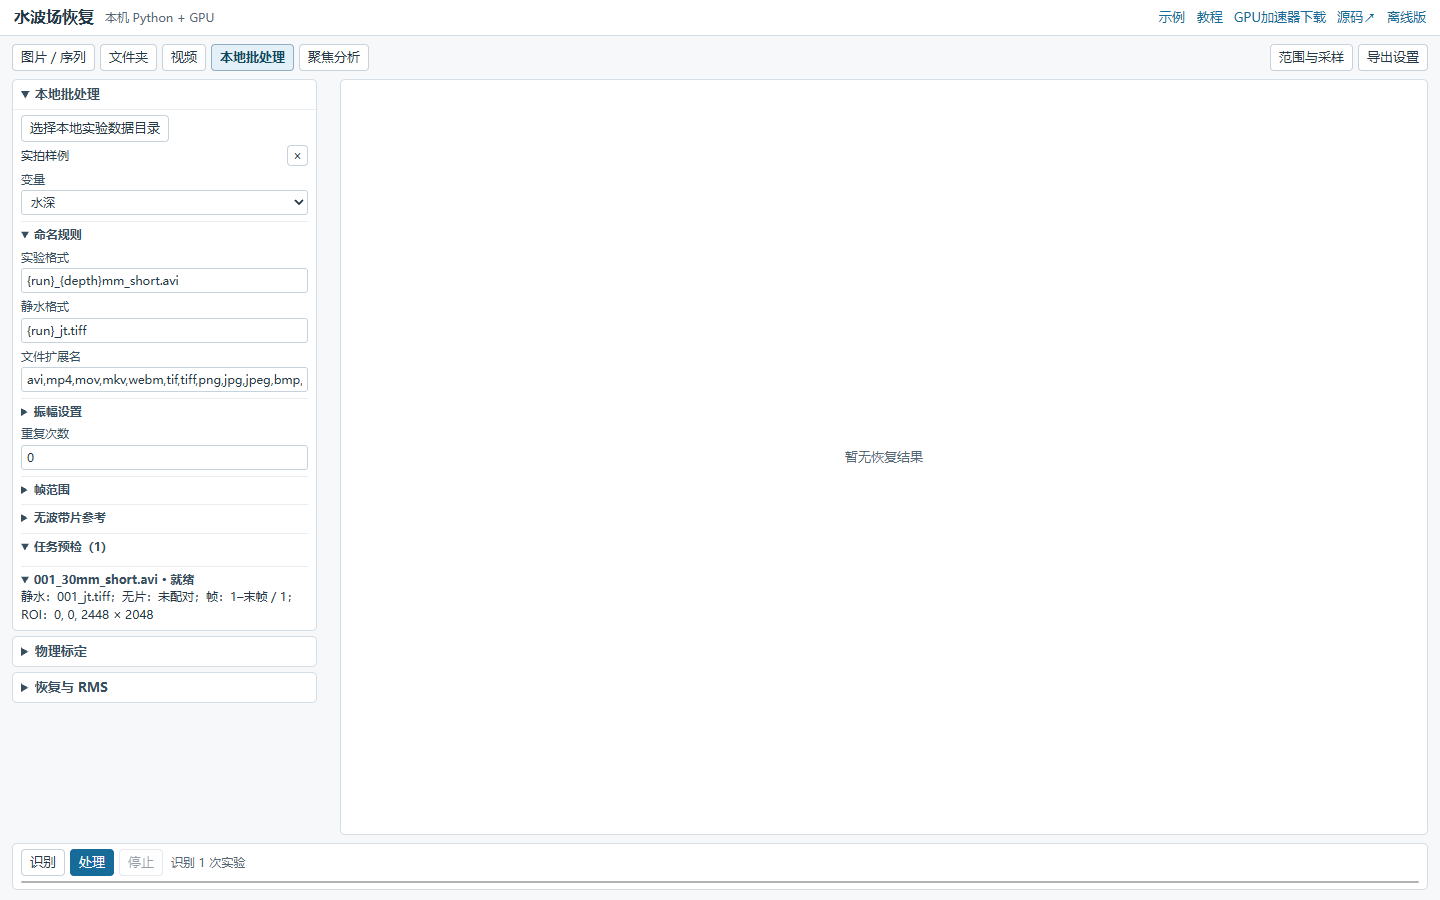 水波场恢复 本机 Python + GPU 示例 教程 GPU加速器下载 源码↗ 离线版
图片 / 序列 文件夹 视频 本地批处理 聚焦分析 范围与采样 导出设置
▼ 本地批处理
选择本地实验数据目录
实拍样例 ×
变量
水深
▼ 命名规则
实验格式
{run}_{depth}mm_short.avi
静水格式
{run}_jt.tiff
文件扩展名
avi,mp4,mov,mkv,webm,tif,tiff,png,jpg,jpeg,bmp,
▶ 振幅设置
重复次数
0
▶ 帧范围
▶ 无波带片参考
▼ 任务预检（1）
▼ 001_30mm_short.avi · 就绪
静水：001_jt.tiff；无片：未配对；帧：1–末帧 / 1；
ROI：0, 0, 2448 × 2048
▶ 物理标定
▶ 恢复与 RMS
暂无恢复结果
识别 处理 停止 识别 1 次实验